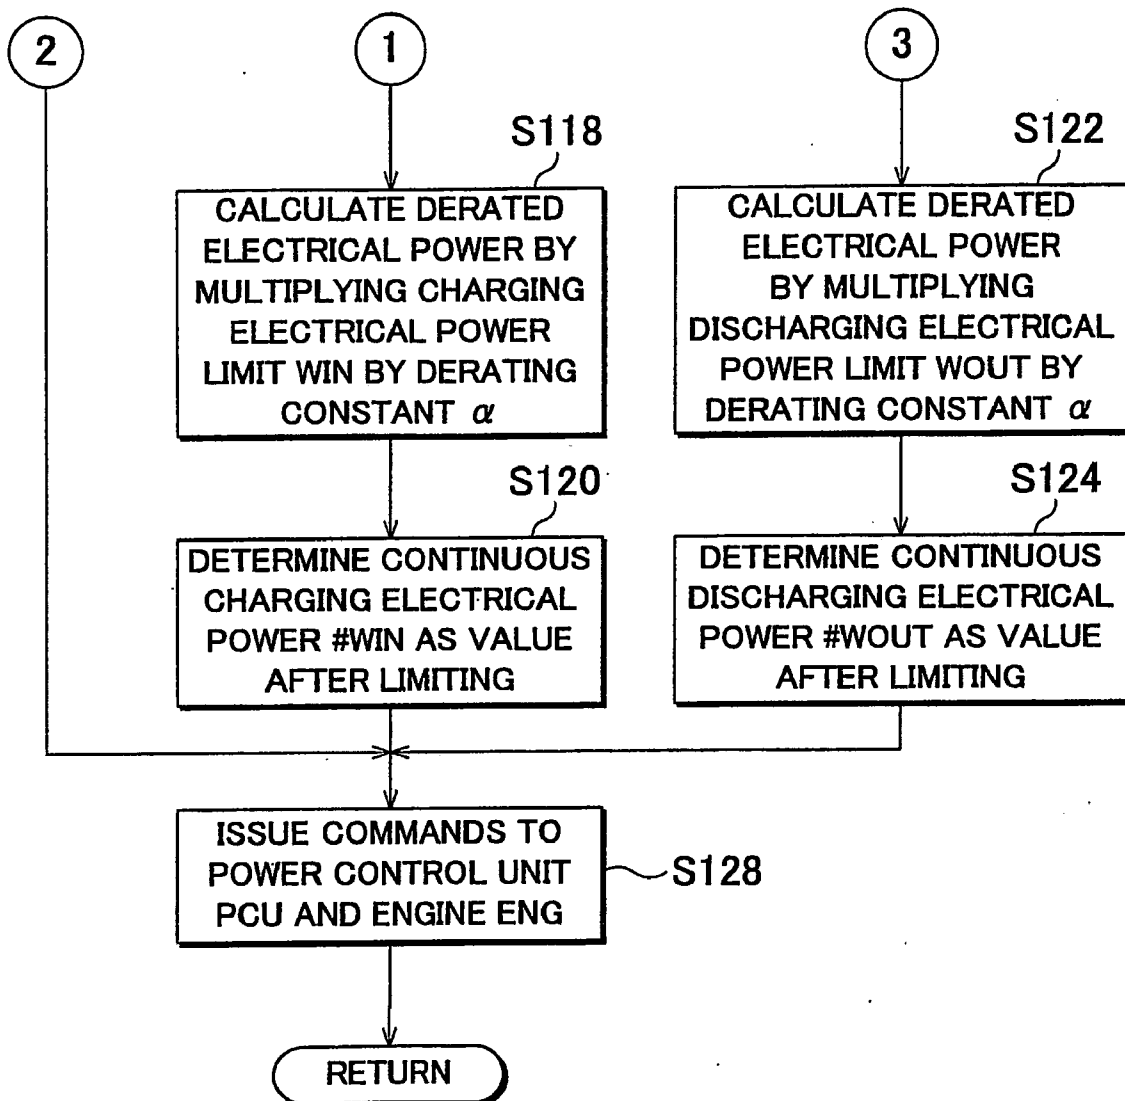 2
1
3
S118
CALCULATE DERATED
ELECTRICAL POWER BY
MULTIPLYING CHARGING
ELECTRICAL POWER
LIMIT WIN BY DERATING
CONSTANT α
S122
CALCULATE DERATED
ELECTRICAL POWER
BY MULTIPLYING
DISCHARGING ELECTRICAL
POWER LIMIT WOUT BY
DERATING CONSTANT α
S120
DETERMINE CONTINUOUS
CHARGING ELECTRICAL
POWER #WIN AS VALUE
AFTER LIMITING
S124
DETERMINE CONTINUOUS
DISCHARGING ELECTRICAL
POWER #WOUT AS VALUE
AFTER LIMITING
ISSUE COMMANDS TO
POWER CONTROL UNIT
PCU AND ENGINE ENG
S128
RETURN